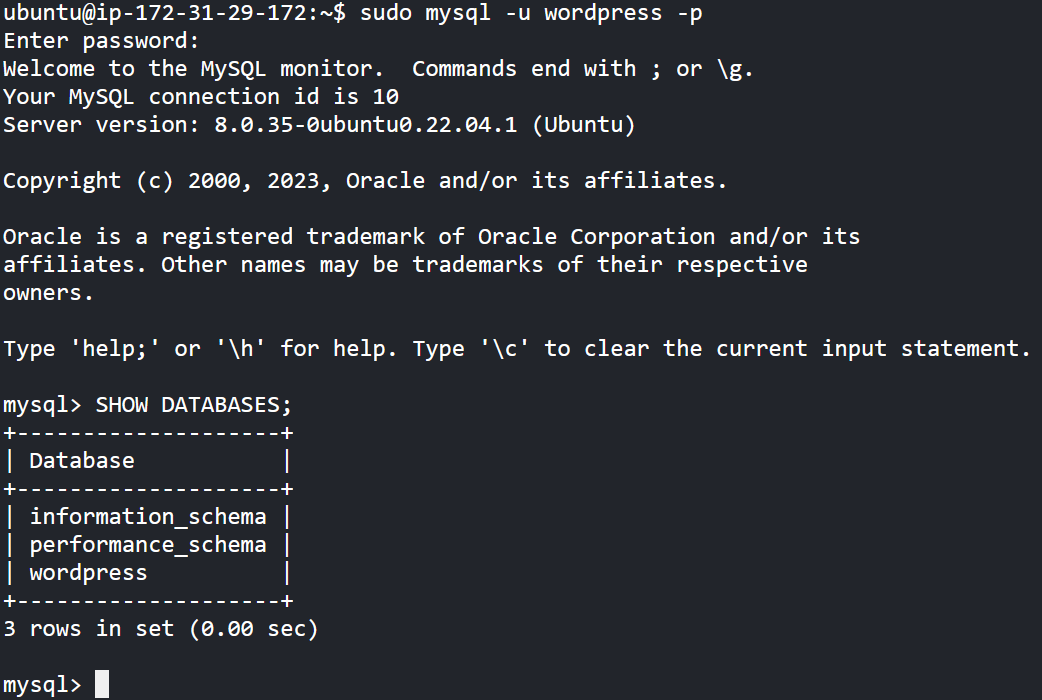 ubuntu@ip-172-31-29-172:~$ sudo mysql -u wordpress -p
Enter password:
Welcome to the MySQL monitor.  Commands end with ; or \g.
Your MySQL connection id is 10
Server version: 8.0.35-0ubuntu0.22.04.1 (Ubuntu)

Copyright (c) 2000, 2023, Oracle and/or its affiliates.

Oracle is a registered trademark of Oracle Corporation and/or its
affiliates. Other names may be trademarks of their respective
owners.

Type 'help;' or '\h' for help. Type '\c' to clear the current input statement.

mysql> SHOW DATABASES;
+--------------------+
| Database           |
+--------------------+
| information_schema |
| performance_schema |
| wordpress          |
+--------------------+
3 rows in set (0.00 sec)

mysql>